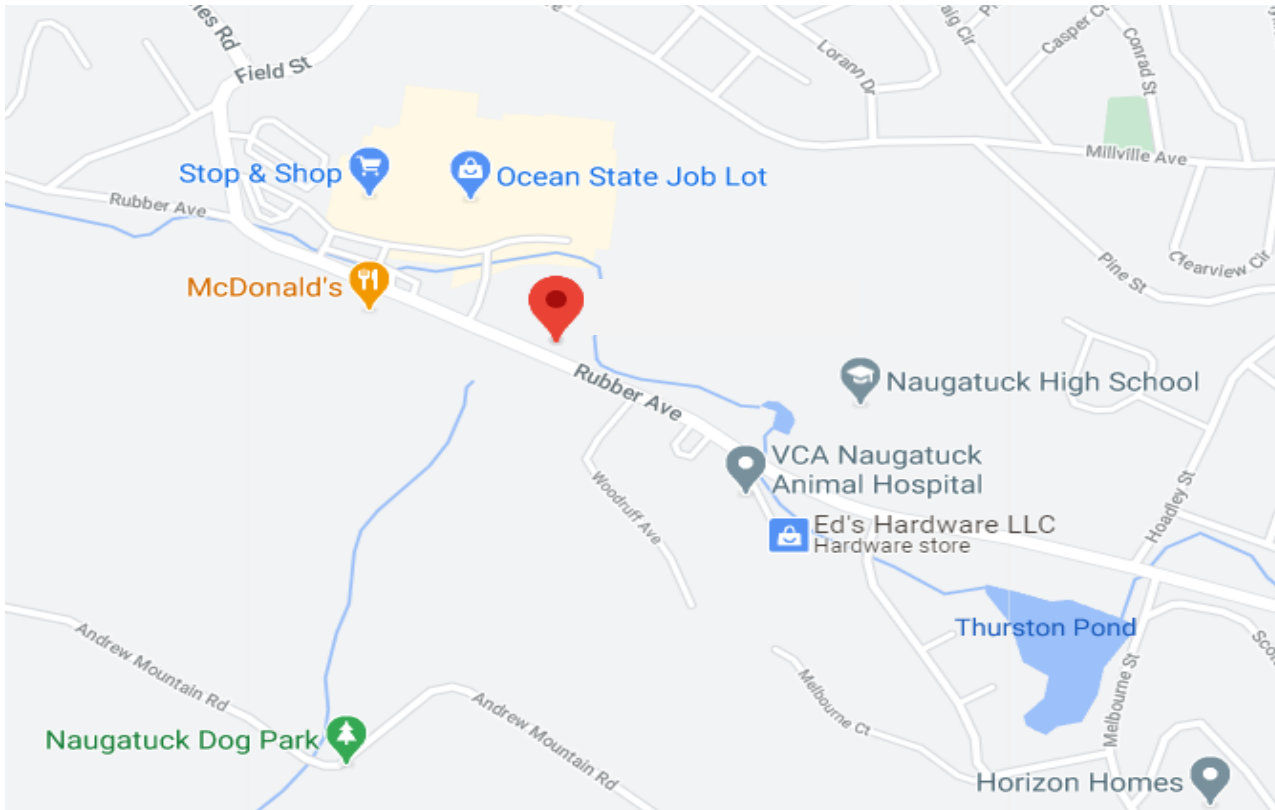 Field St
Lorann Dr
Casper Ct
Conrad St
Millville Ave
Stop & Shop
Ocean State Job Lot
Rubber Ave
Clearview Cir
Pine St
McDonald's
Rubber Ave
Naugatuck High School
VCA Naugatuck
Animal Hospital
Woodruff Ave
Hoadley St
Ed's Hardware LLC
Hardware store
Thurston Pond
Andrew Mountain Rd
Melbourne Ct
Melbourne St
Andrew Mountain Rd
Naugatuck Dog Park
Horizon Homes